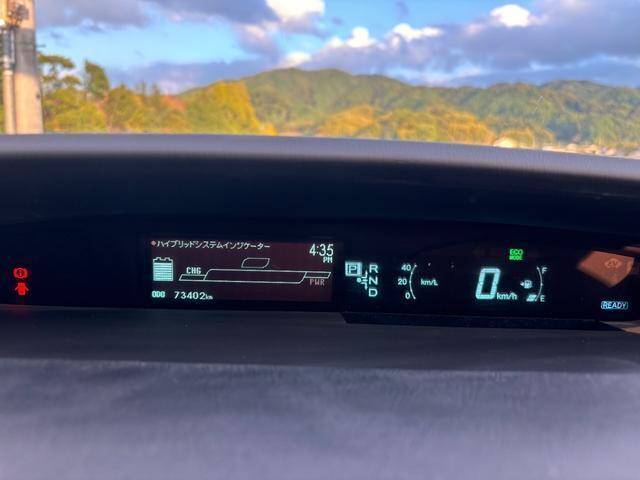 ハイブリッドシステムインジケーター
4:35
PM
CHG
PWR
ODO 73402km
P
R
N
D
40
20
0
km/L
ECO
MODE
0 km/h
F
E
READY